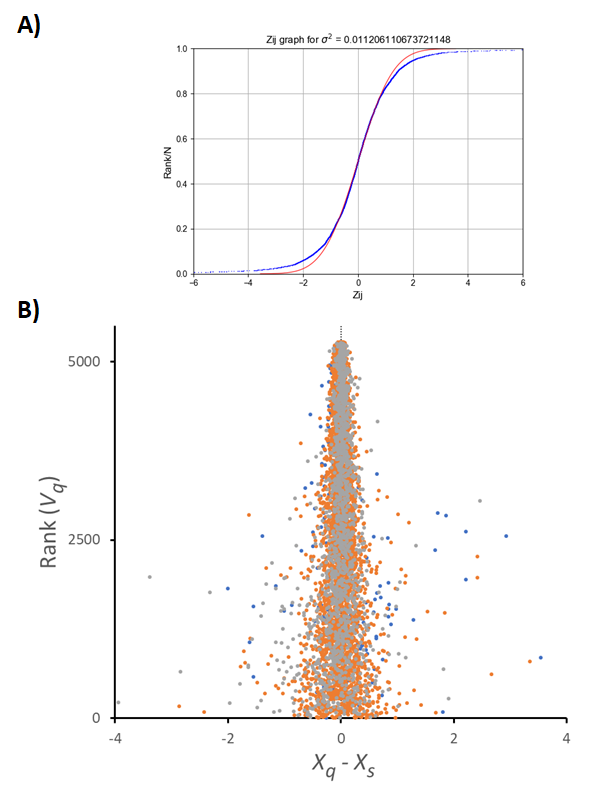 A)
Zij graph for σ² = 0.011206110673721148
1.0
0.8
0.6
0.4
0.2
0.0
Rank/N
−6 −4 −2 0 2 4 6
Zij
B)
5000
2500
0
Rank (Vq)
-4 -2 0 2 4
Xq - Xs